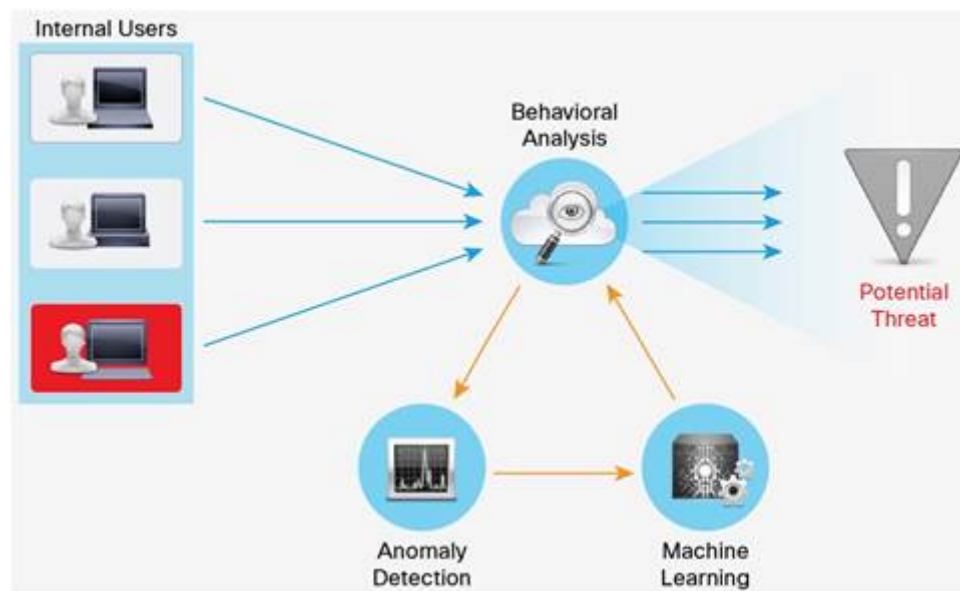 Internal Users
Behavioral
Analysis
Potential
Threat
Anomaly
Detection
Machine
Learning